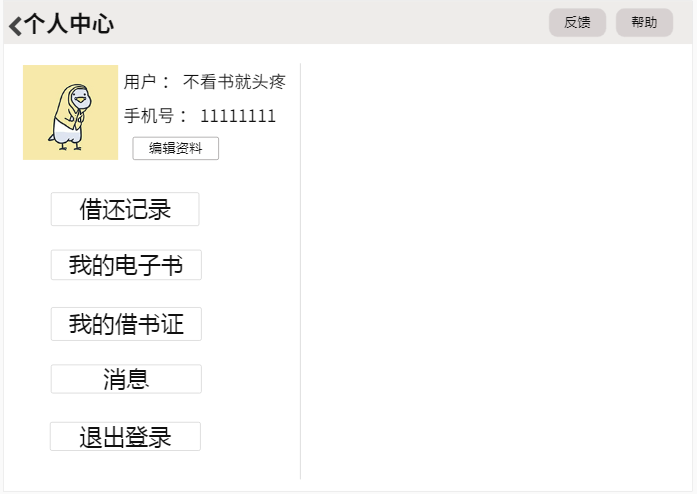 个人中心
反馈
帮助
用户： 不看书就头疼
手机号： 11111111
编辑资料
借还记录
我的电子书
我的借书证
消息
退出登录